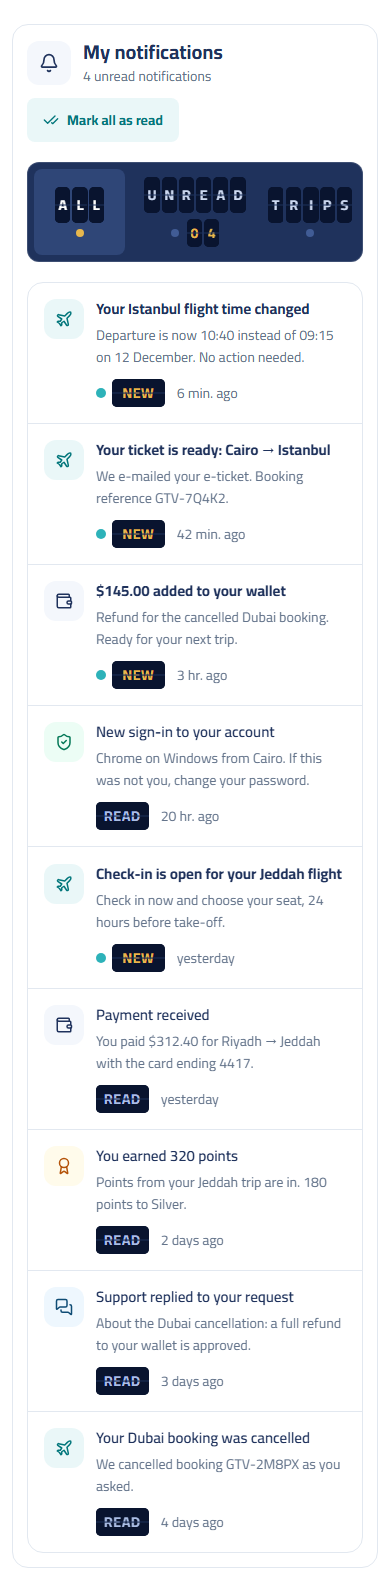 My notifications
4 unread notifications
Mark all as read
ALL
UNREAD
04
TRIPS
Your Istanbul flight time changed
Departure is now 10:40 instead of 09:15
on 12 December. No action needed.
NEW 6 min. ago
Your ticket is ready: Cairo → Istanbul
We e-mailed your e-ticket. Booking
reference GTV-7Q4K2.
NEW 42 min. ago
$145.00 added to your wallet
Refund for the cancelled Dubai booking.
Ready for your next trip.
NEW 3 hr. ago
New sign-in to your account
Chrome on Windows from Cairo. If this
was not you, change your password.
READ 20 hr. ago
Check-in is open for your Jeddah flight
Check in now and choose your seat, 24
hours before take-off.
NEW yesterday
Payment received
You paid $312.40 for Riyadh → Jeddah
with the card ending 4417.
READ yesterday
You earned 320 points
Points from your Jeddah trip are in. 180
points to Silver.
READ 2 days ago
Support replied to your request
About the Dubai cancellation: a full refund
to your wallet is approved.
READ 3 days ago
Your Dubai booking was cancelled
We cancelled booking GTV-2M8PX as you
asked.
READ 4 days ago